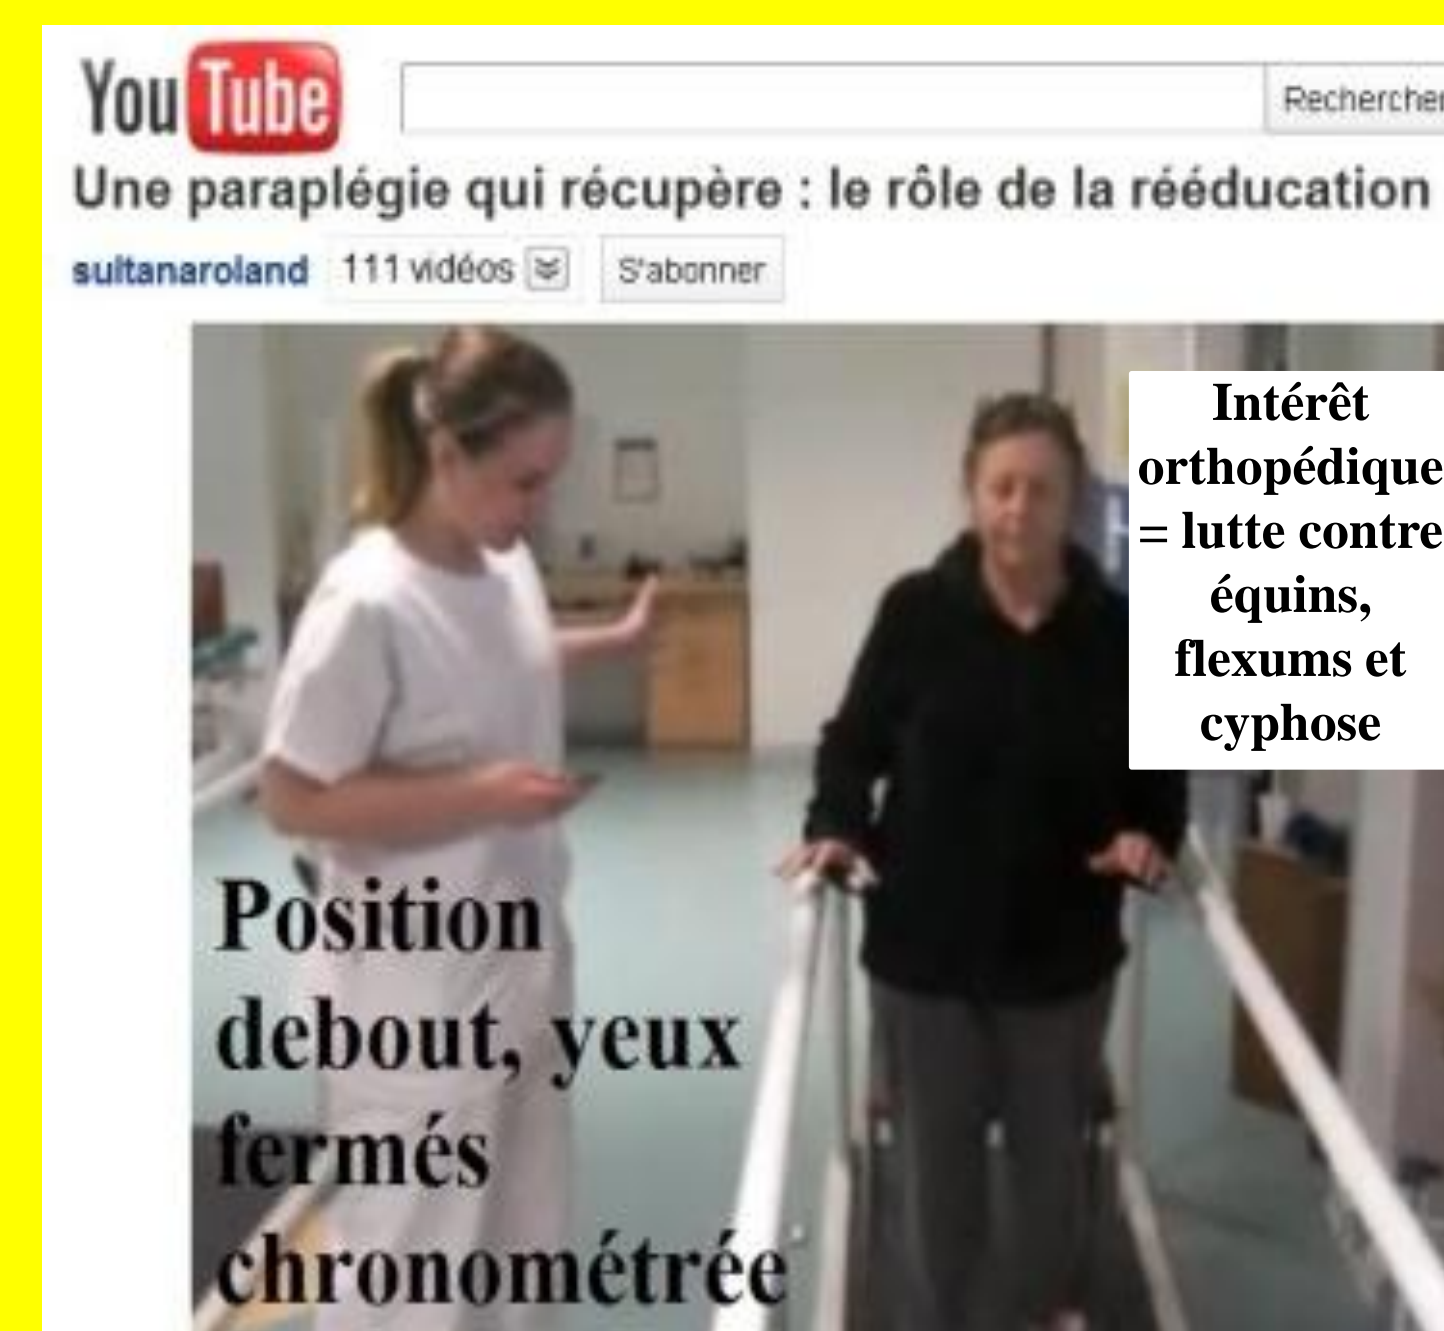 YouTube
Rechercher
Une paraplégie qui récupère : le rôle de la rééducation
sultanaroland 111 vidéos S'abonner
Intérêt
orthopédique
= lutte contre
équins,
flexums et
cyphose
Position
debout, yeux
fermés
chronométrée